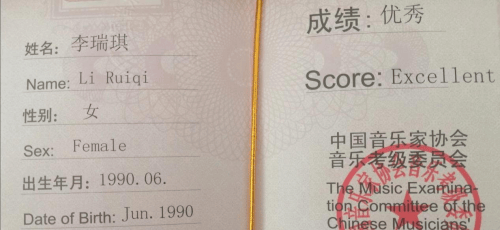 姓名: 李瑞琪
Name: Li Ruiqi
性别: 女
Sex: Female
出生年月: 1990.06.
Date of Birth: Jun. 1990
成绩: 优秀
Score: Excellent
中国音乐家协会
音乐考级委员会
The Music Examina-
tion Committee of the
Chinese Musicians'